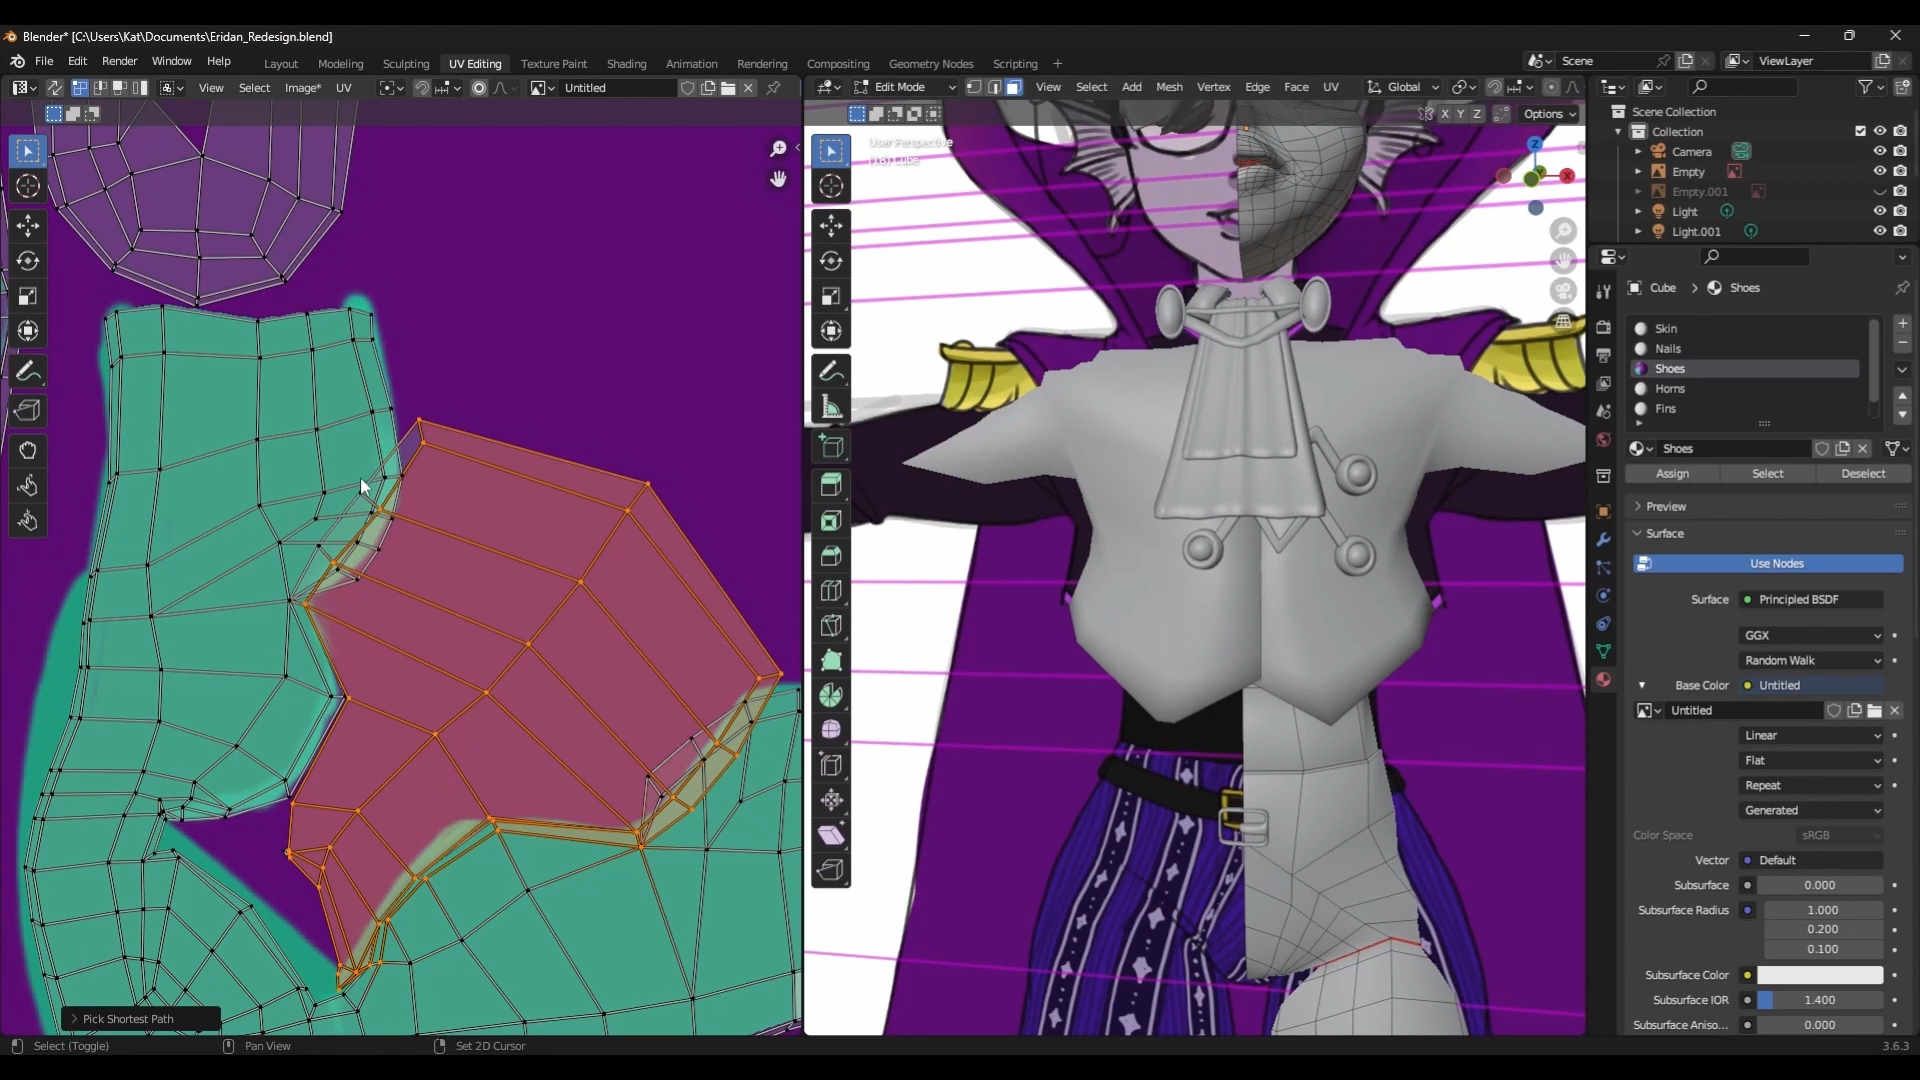 Blender* [C:\Users\Kat\Documents\Eridan_Redesign.blend]
File Edit Render Window Help Layout Modeling Sculpting UV Editing Texture Paint Shading Animation Rendering Compositing Geometry Nodes Scripting + Scene ViewLayer
View Select Image* UV Untitled Edit Mode View Select Add Mesh Vertex Edge Face UV Global
X Y Z Options
Scene Collection
Collection
Camera
Empty
Empty.001
Light
Light.001
User Perspective
(18) Cube
Z
X
Cube > Shoes
Skin
Nails
Shoes
Horns
Fins
Shoes
Assign Select Deselect
Preview
Surface
Use Nodes
Surface Principled BSDF
GGX
Random Walk
Base Color Untitled
Untitled
Linear
Flat
Repeat
Generated
Color Space sRGB
Vector Default
Subsurface 0.000
Subsurface Radius 1.000
0.200
0.100
Subsurface Color
Subsurface IOR 1.400
Subsurface Aniso... 0.000
Pick Shortest Path
Select (Toggle) Pan View Set 2D Cursor 3.6.3